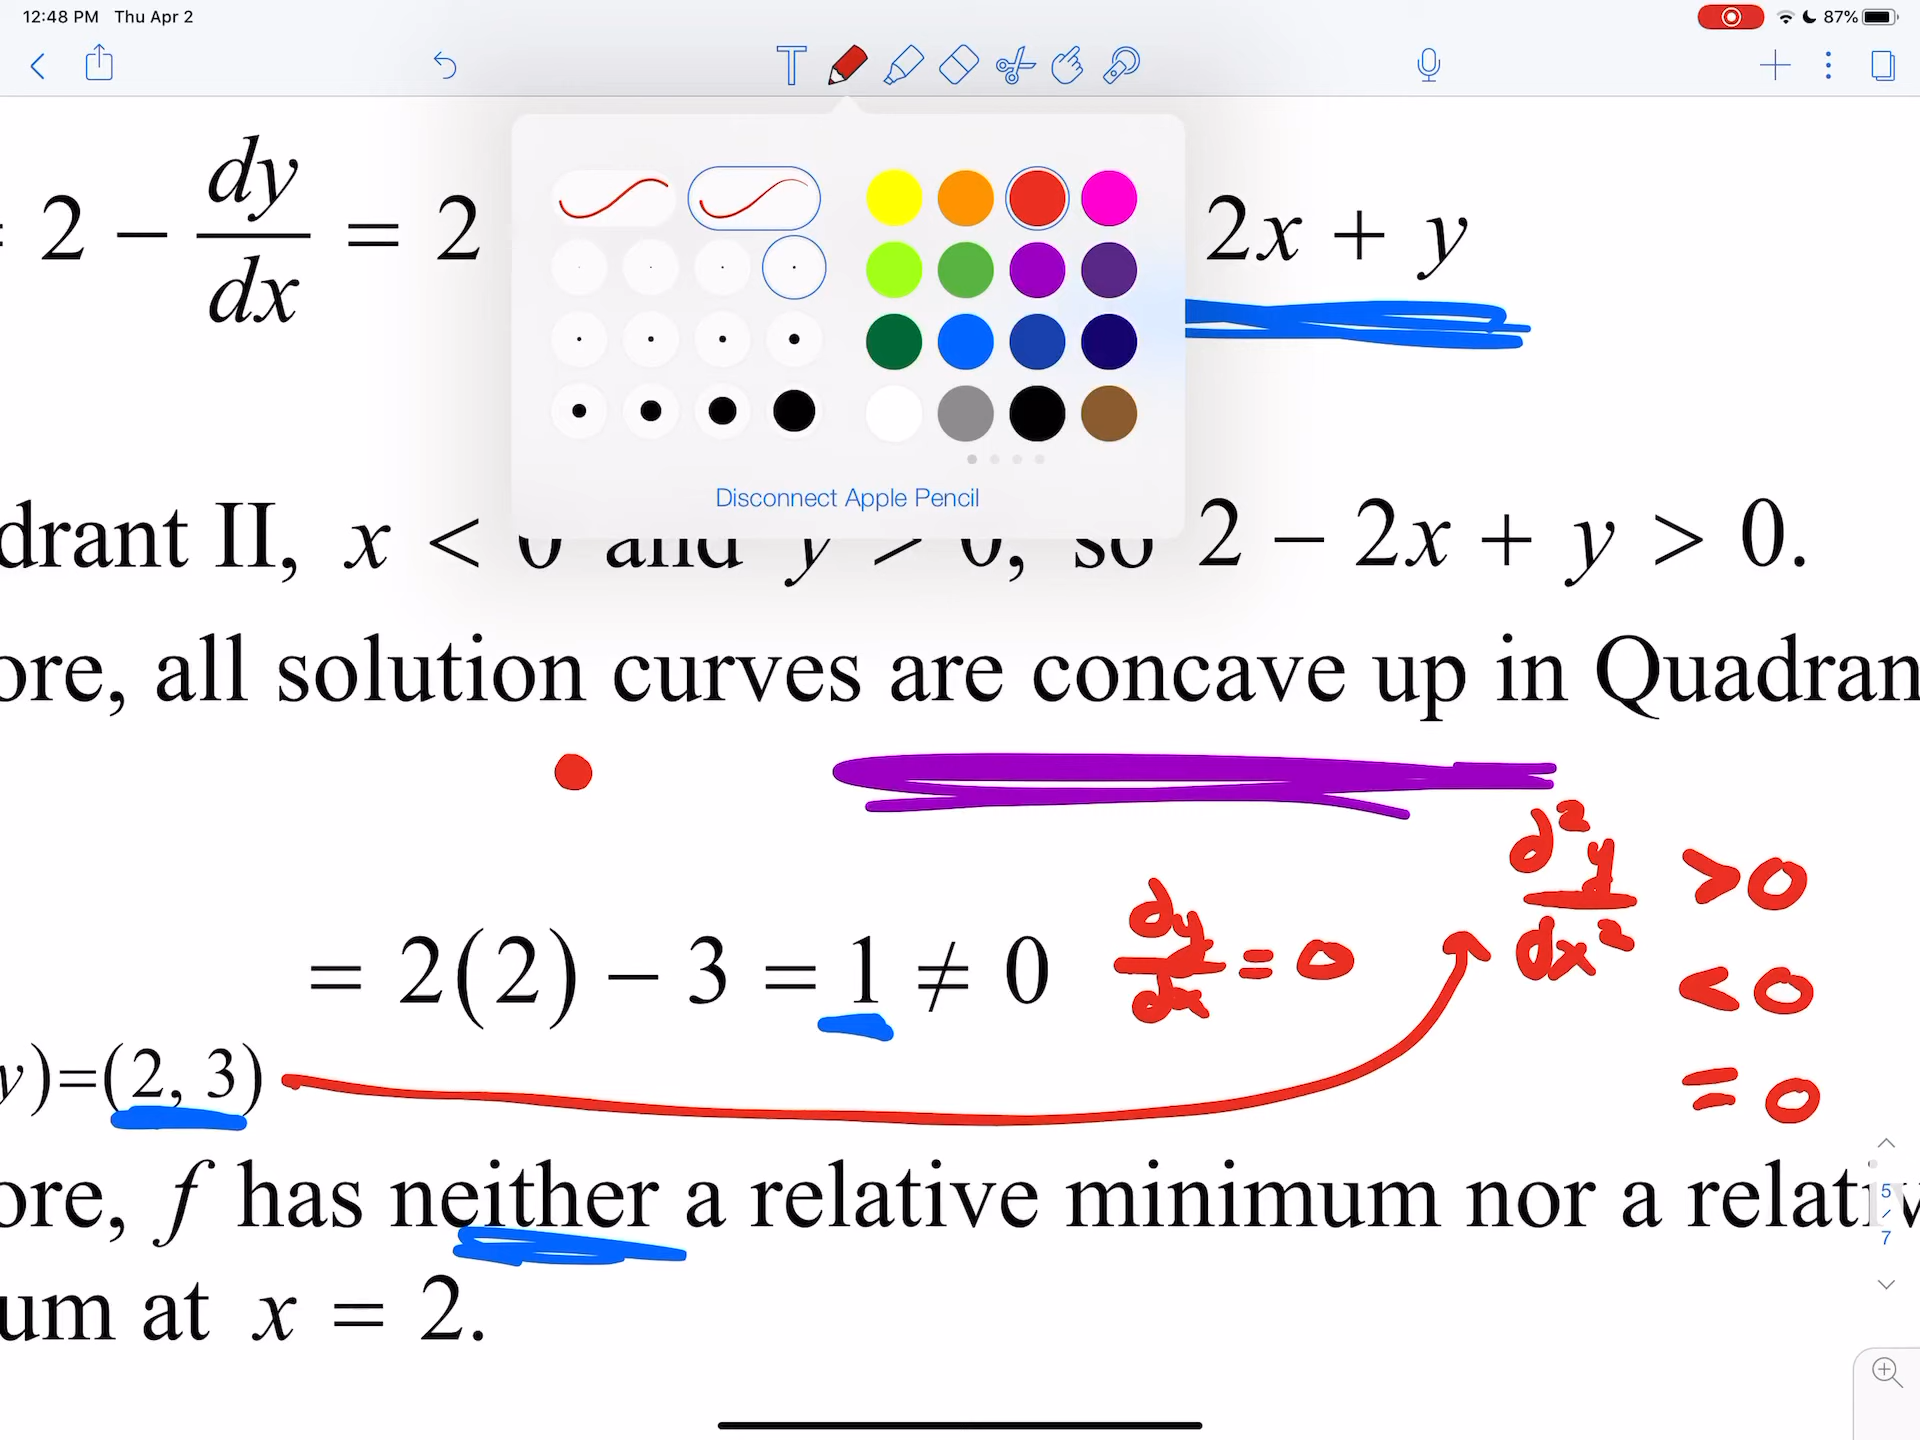 12:48 PM Thu Apr 2
87%
T
= 2 − dy/dx = 2
2x + y
Disconnect Apple Pencil
drant II, x < 0 and y > 0, so 2 − 2x + y > 0.
ore, all solution curves are concave up in Quadran
d²y/dx² >0
<0
=0
= 2(2) − 3 = 1 ≠ 0
dy/dx = 0
y)=(2, 3)
ore, f has neither a relative minimum nor a relativ
um at x = 2.
5
/
7